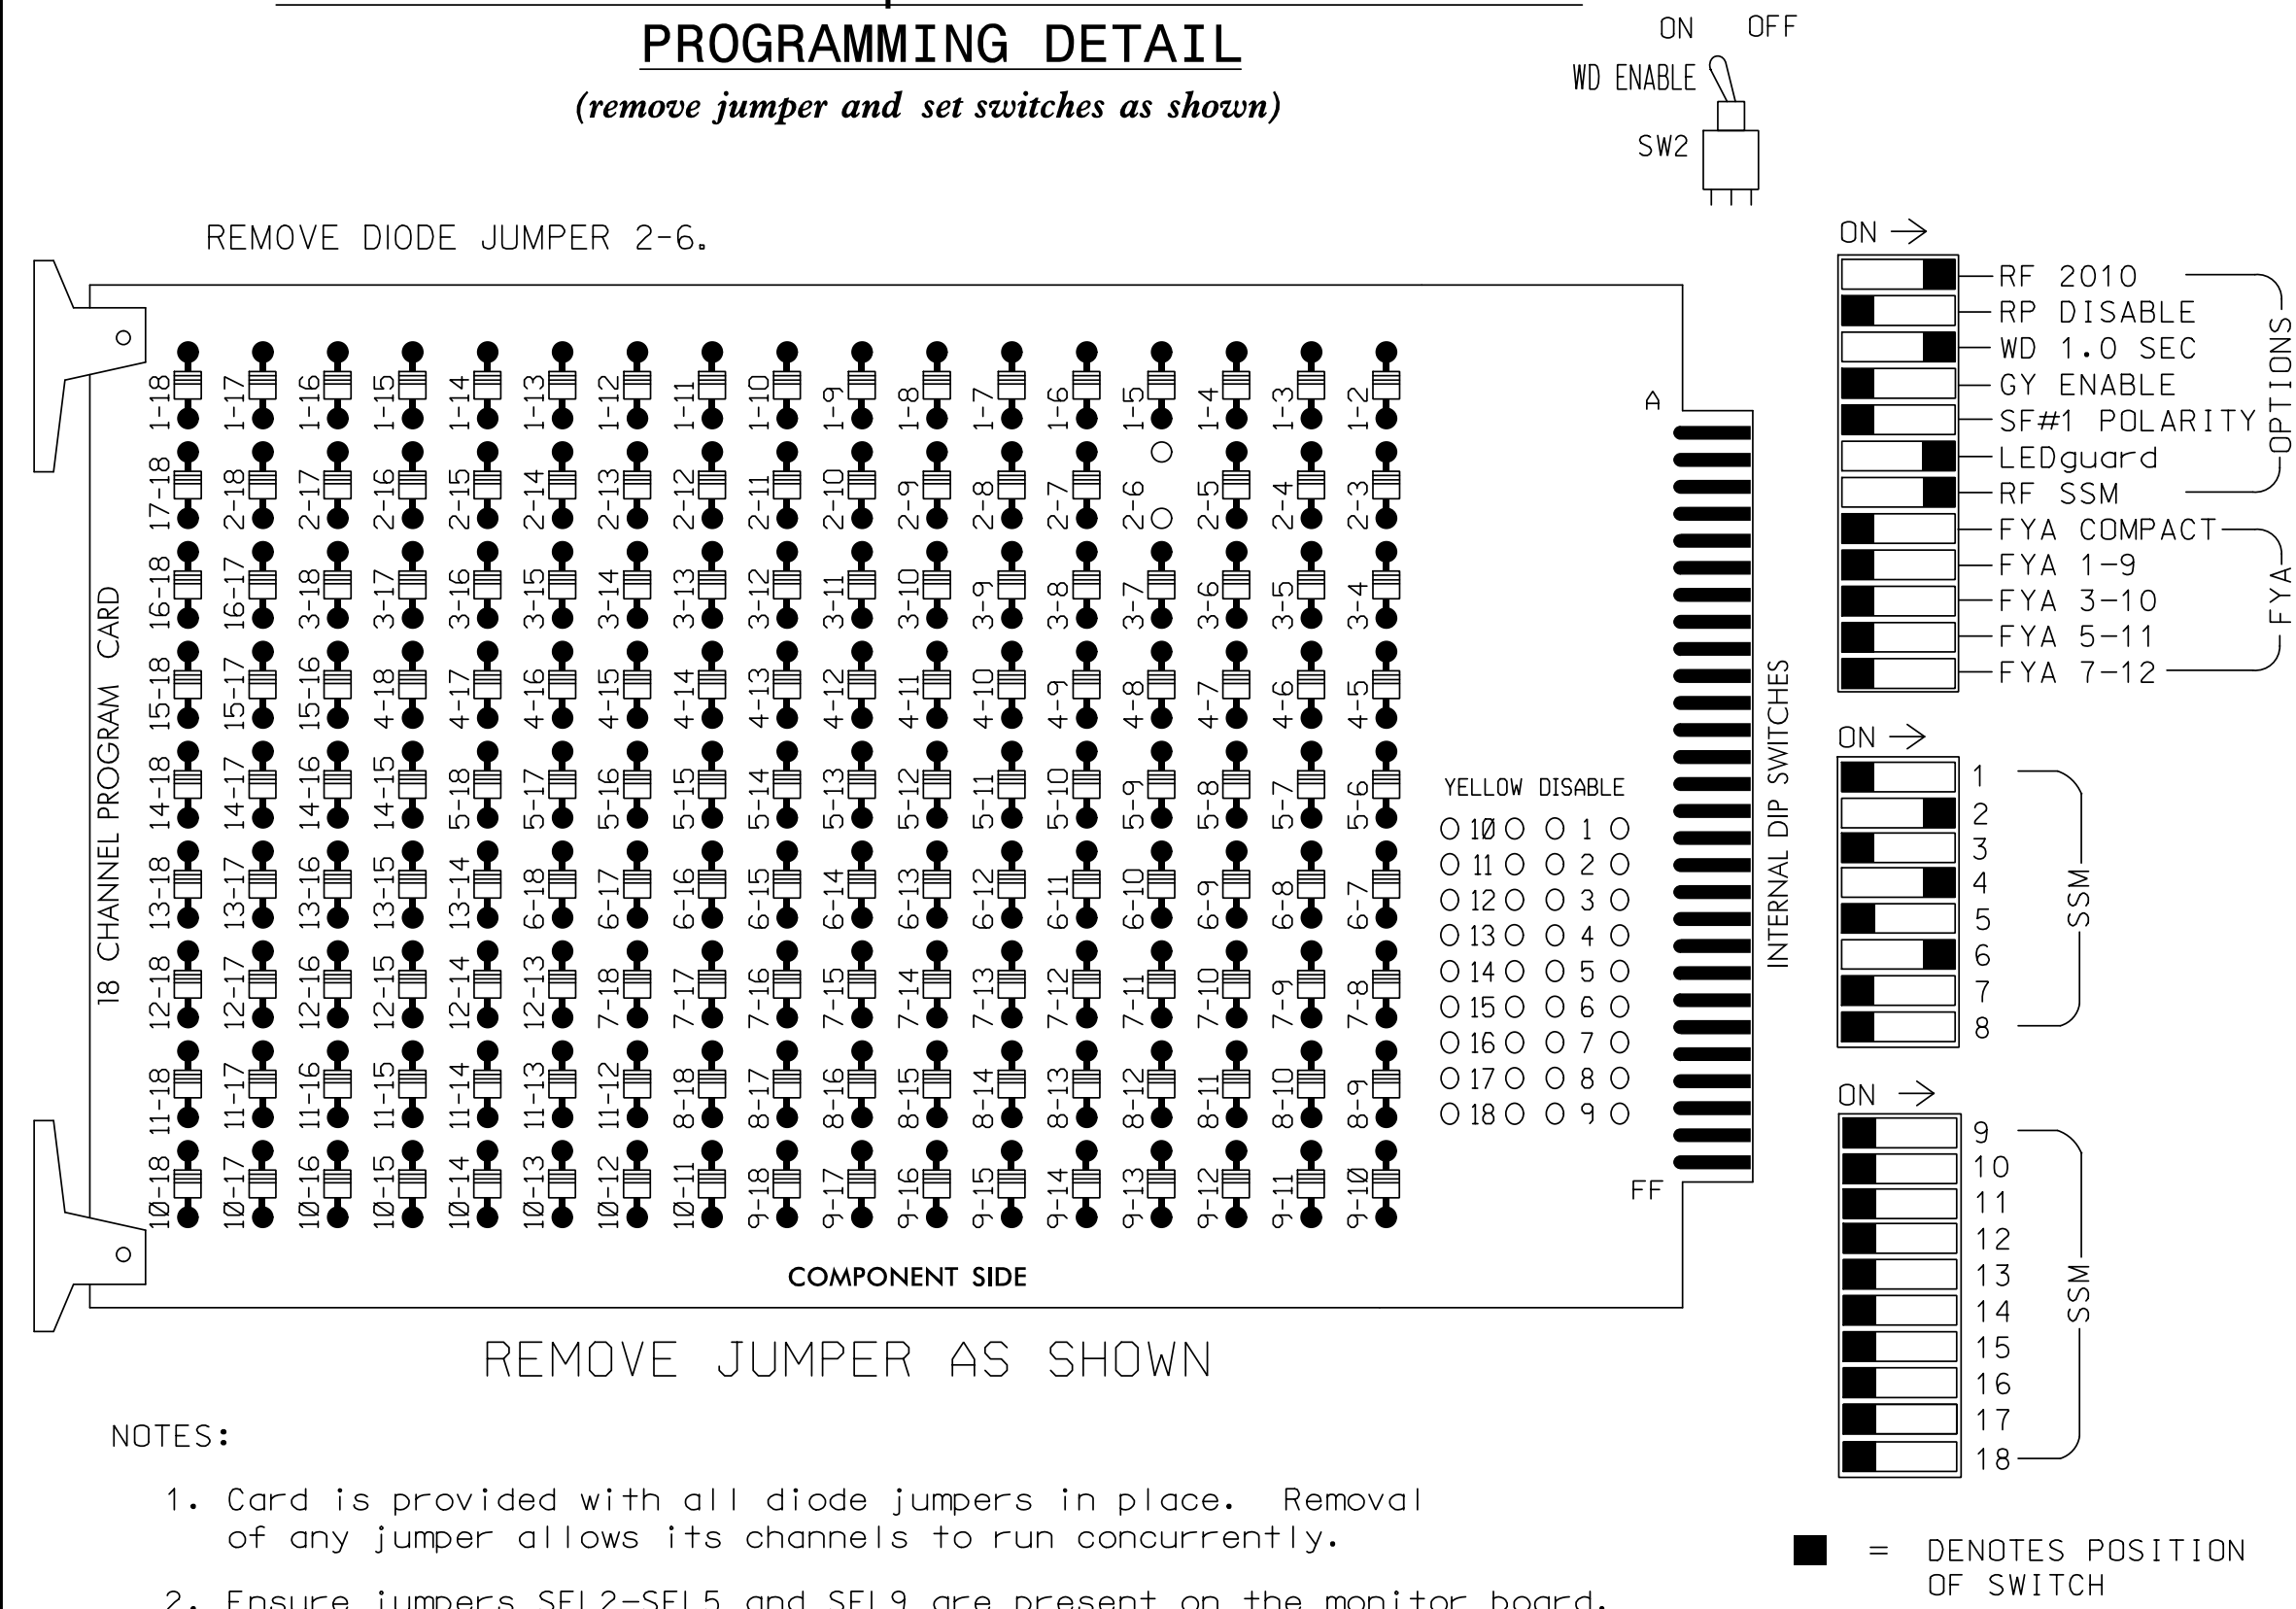 PROGRAMMING DETAIL
(remove jumper and set switches as shown)
ON OFF
WD ENABLE
SW2
REMOVE DIODE JUMPER 2-6.
18 CHANNEL PROGRAM CARD
1-18 1-17 1-16 1-15 1-14 1-13 1-12 1-11 1-10 1-9 1-8 1-7 1-6 1-5 1-4 1-3 1-2
17-18 2-18 2-17 2-16 2-15 2-14 2-13 2-12 2-11 2-10 2-9 2-8 2-7 2-6 2-5 2-4 2-3
16-18 16-17 3-18 3-17 3-16 3-15 3-14 3-13 3-12 3-11 3-10 3-9 3-8 3-7 3-6 3-5 3-4
15-18 15-17 15-16 4-18 4-17 4-16 4-15 4-14 4-13 4-12 4-11 4-10 4-9 4-8 4-7 4-6 4-5
14-18 14-17 14-16 14-15 5-18 5-17 5-16 5-15 5-14 5-13 5-12 5-11 5-10 5-9 5-8 5-7 5-6
13-18 13-17 13-16 13-15 13-14 6-18 6-17 6-16 6-15 6-14 6-13 6-12 6-11 6-10 6-9 6-8 6-7
12-18 12-17 12-16 12-15 12-14 12-13 7-18 7-17 7-16 7-15 7-14 7-13 7-12 7-11 7-10 7-9 7-8
11-18 11-17 11-16 11-15 11-14 11-13 11-12 8-18 8-17 8-16 8-15 8-14 8-13 8-12 8-11 8-10 8-9
10-18 10-17 10-16 10-15 10-14 10-13 10-12 10-11 9-18 9-17 9-16 9-15 9-14 9-13 9-12 9-11 9-10
COMPONENT SIDE
YELLOW DISABLE
10 1
11 2
12 3
13 4
14 5
15 6
16 7
17 8
18 9
A
FF
INTERNAL DIP SWITCHES
ON →
RF 2010
RP DISABLE
WD 1.0 SEC
GY ENABLE
SF#1 POLARITY
LEDguard
RF SSM
OPTIONS
FYA COMPACT
FYA 1-9
FYA 3-10
FYA 5-11
FYA 7-12
FYA
ON →
1
2
3
4
5
6
7
8
SSM
ON →
9
10
11
12
13
14
15
16
17
18
SSM
= DENOTES POSITION
OF SWITCH
REMOVE JUMPER AS SHOWN
NOTES:
1. Card is provided with all diode jumpers in place. Removal
of any jumper allows its channels to run concurrently.
2. Ensure jumpers SEL2-SEL5 and SEL9 are present on the monitor board.